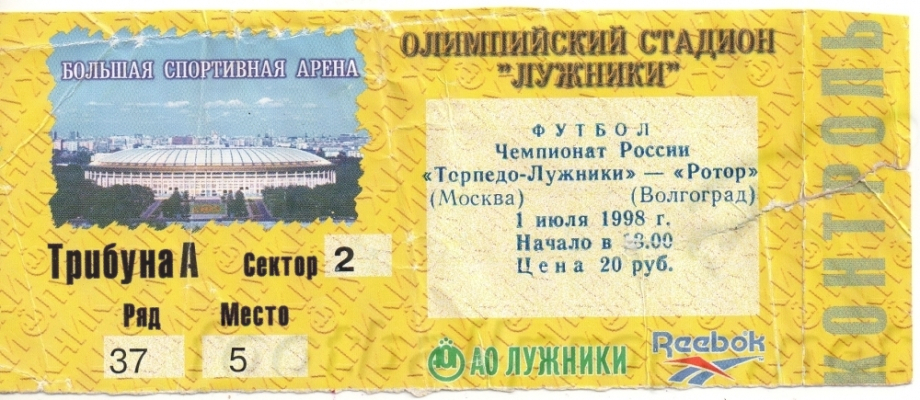 БОЛЬШАЯ СПОРТИВНАЯ АРЕНА
Трибуна А Сектор 2
Ряд Место
37 5
ОЛИМПИЙСКИЙ СТАДИОН
"ЛУЖНИКИ"
ФУТБОЛ
Чемпионат России
«Торпедо-Лужники» — «Ротор»
(Москва) (Волгоград)
1 июля 1998 г.
Начало в
Цена 20 руб.
АО ЛУЖНИКИ Reebok
КОНТРОЛЬ